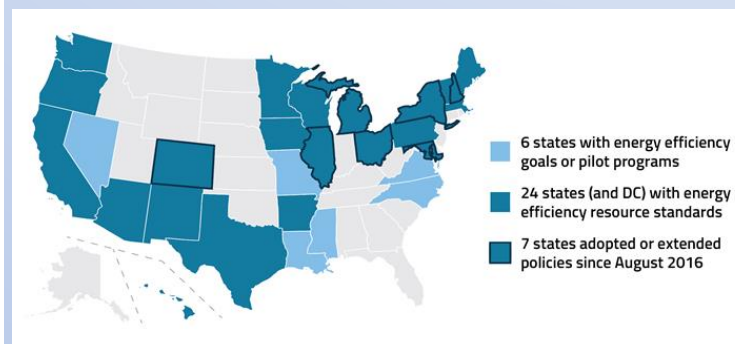 6 states with energy efficiency
goals or pilot programs
24 states (and DC) with energy
efficiency resource standards
7 states adopted or extended
policies since August 2016